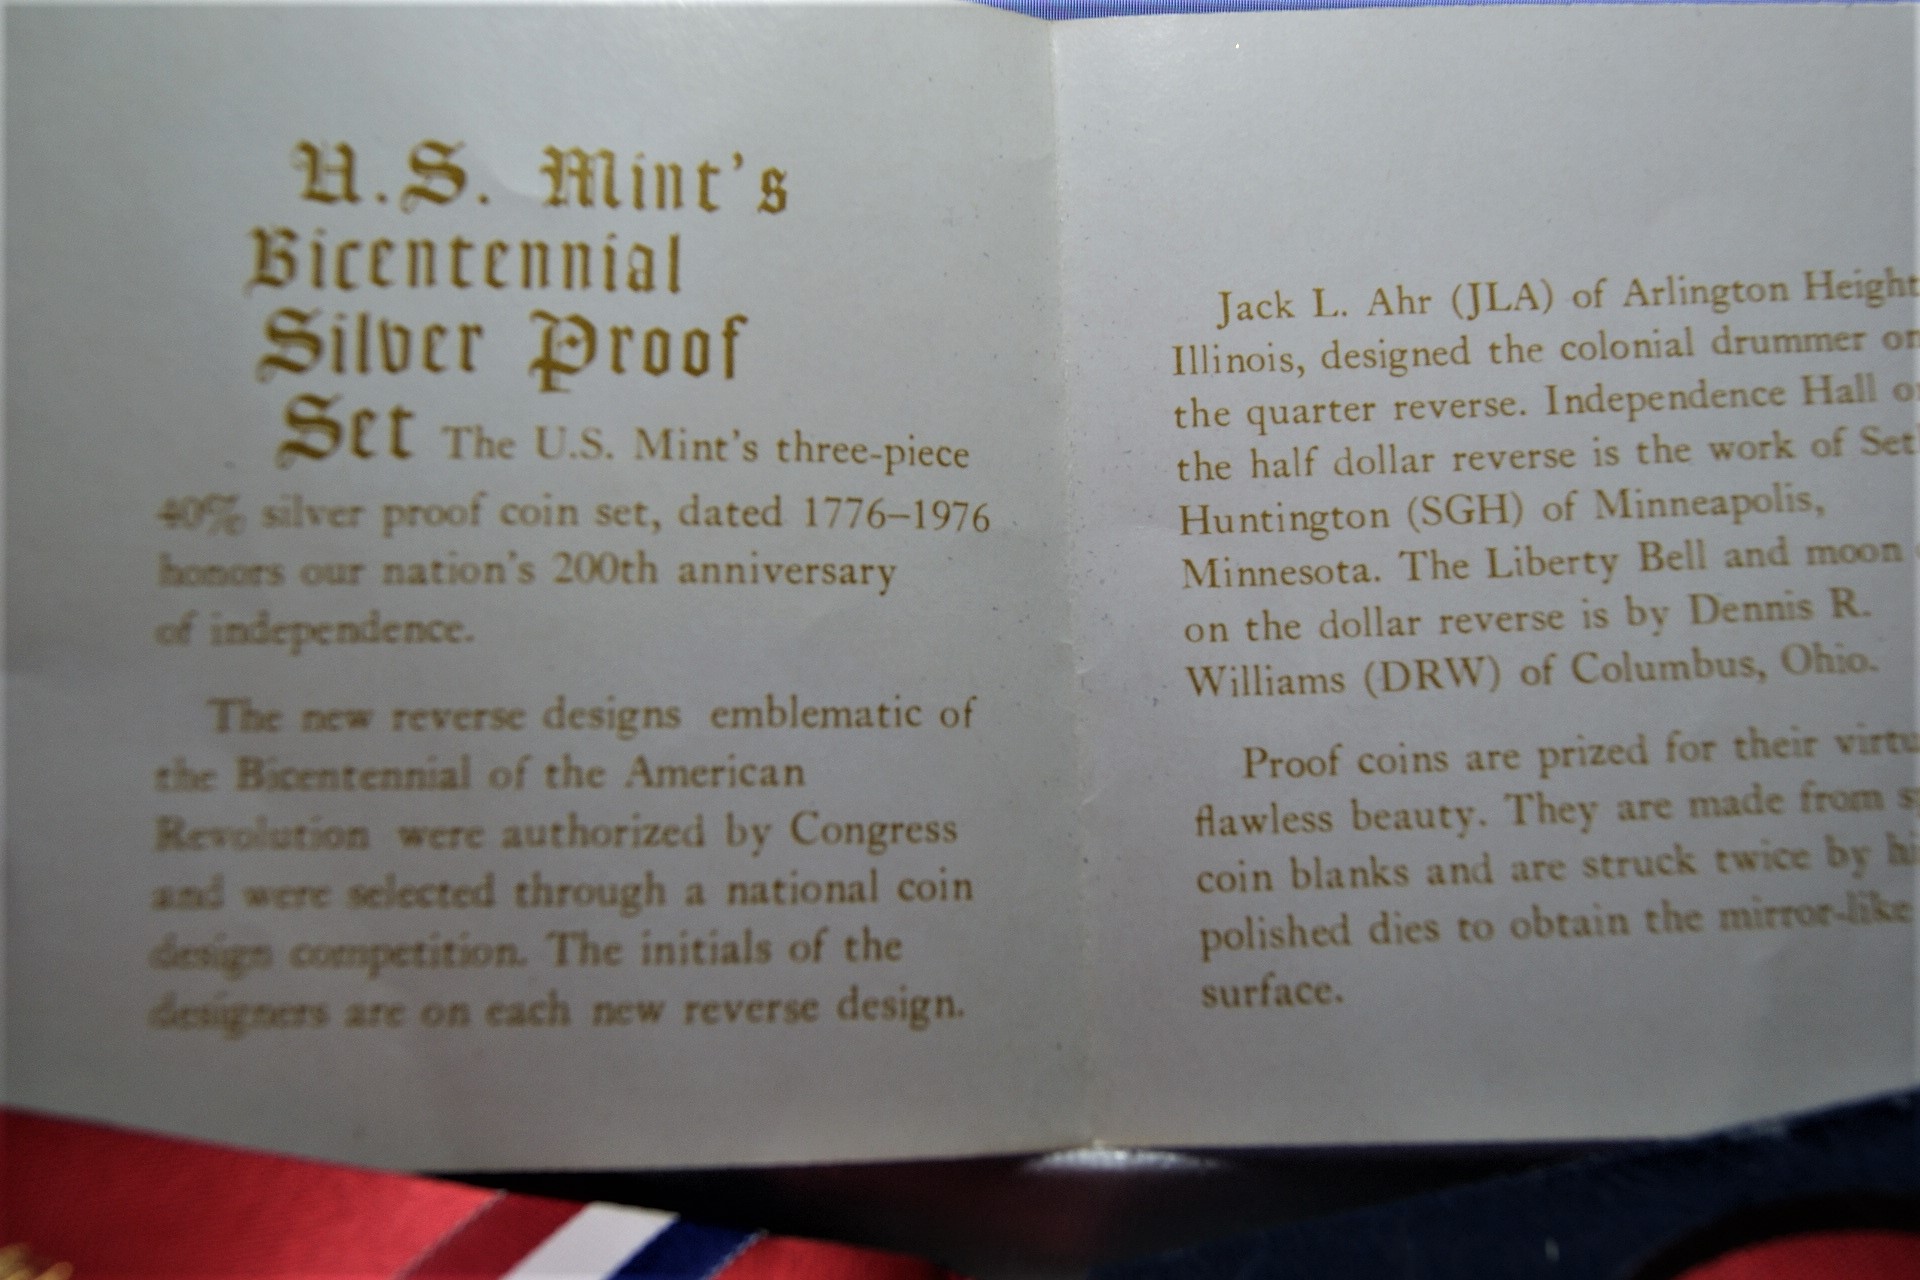 U.S. Mint's
Bicentennial
Silver Proof
Set The U.S. Mint's three-piece
40% silver proof coin set, dated 1776–1976
honors our nation's 200th anniversary
of independence.
The new reverse designs emblematic of
the Bicentennial of the American
Revolution were authorized by Congress
and were selected through a national coin
design competition. The initials of the
designers are on each new reverse design.
Jack L. Ahr (JLA) of Arlington
Illinois, designed the colonial drummer
the quarter reverse. Independence Hall
the half dollar reverse is the work of
Huntington (SGH) of Minneapolis,
Minnesota. The Liberty Bell and moon
on the dollar reverse is by Dennis R.
Williams (DRW) of Columbus, Ohio.
Proof coins are prized for their
flawless beauty. They are made from
coin blanks and are struck twice by
polished dies to obtain the mirror-like
surface.